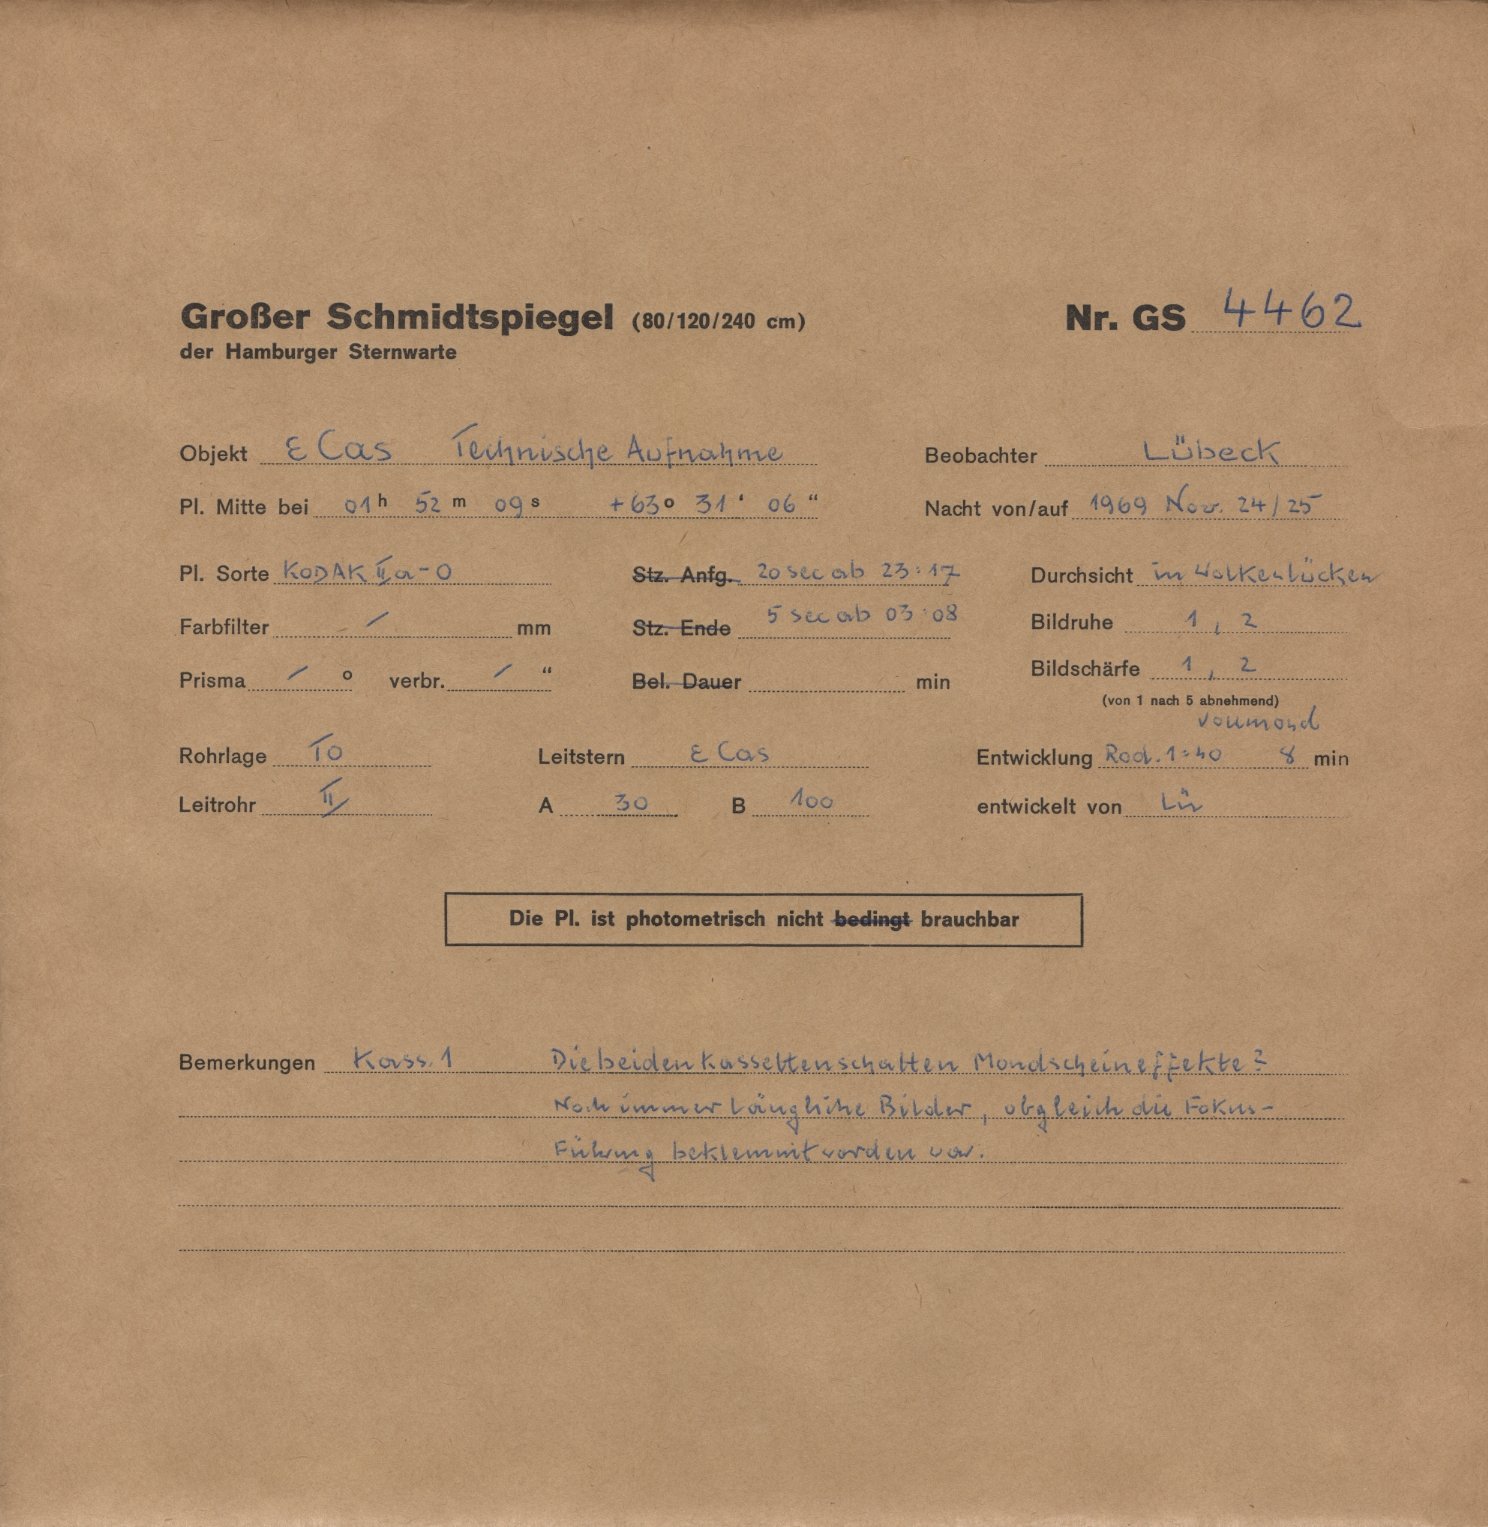 Großer Schmidtspiegel (80/120/240 cm) Nr. GS 4462
der Hamburger Sternwarte
Objekt ε Cas Technische Aufnahme Beobachter Lübeck
Pl. Mitte bei 01 h 52 m 09 s +63 o 31 ' 06 “ Nacht von/auf 1969 Nov. 24/25
Pl. Sorte KODAK IIa-O Stz. Anfg. 20 sec ab 23:17 Durchsicht in Wolkenlücken
Farbfilter / mm Stz. Ende 5 sec ab 03:08 Bildruhe 1, 2
Prisma / o verbr. / “ Bel. Dauer min Bildschärfe 1, 2
(von 1 nach 5 abnehmend)
Vollmond
Rohrlage TO Leitstern ε Cas Entwicklung Rod. 1:40 8 min
Leitrohr II A 30 B 100 entwickelt von Lü
Die Pl. ist photometrisch nicht bedingt brauchbar
Bemerkungen Kass. 1 Die beiden Kassettenschatten Mondscheineffekte?
Noch immer längliche Bilder, obgleich die Fokus-
Führung beklemmt worden war.